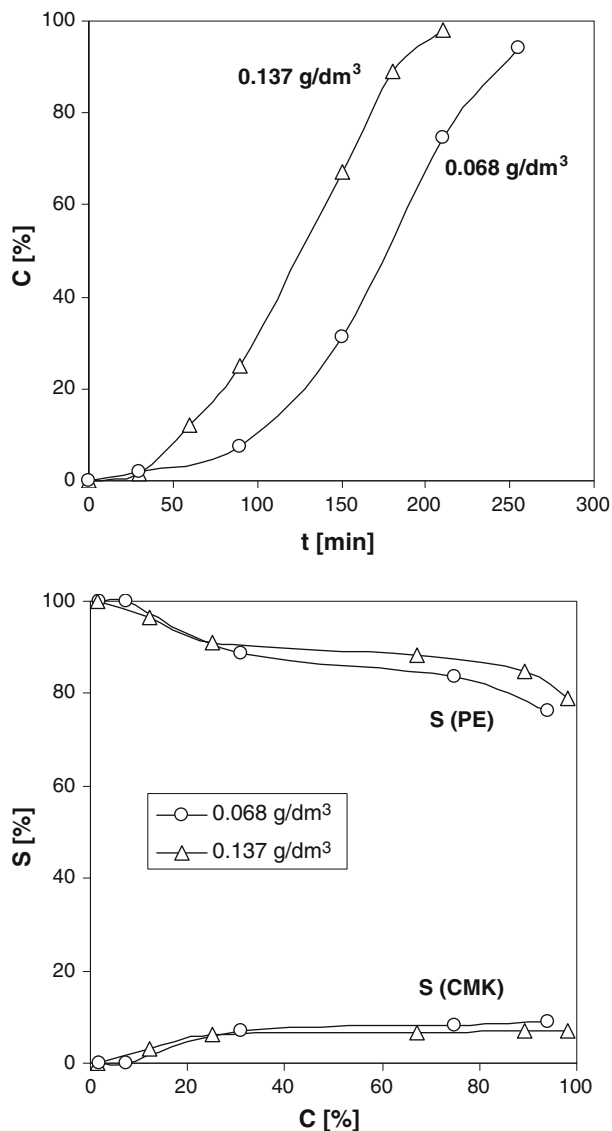 100
80
60
40
20
0
C [%]
0.137 g/dm³
0.068 g/dm³
0 50 100 150 200 250 300
t [min]
100
80
60
40
20
0
S [%]
S (PE)
0.068 g/dm³
0.137 g/dm³
S (CMK)
0 20 40 60 80 100
C [%]